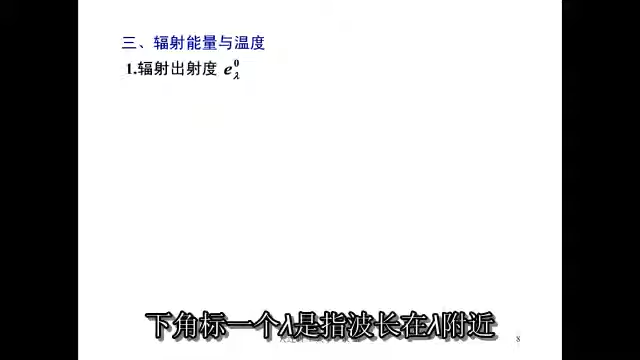 三、辐射能量与温度
1.辐射出射度 e⁰λ
下角标一个λ是指波长在λ附近
8